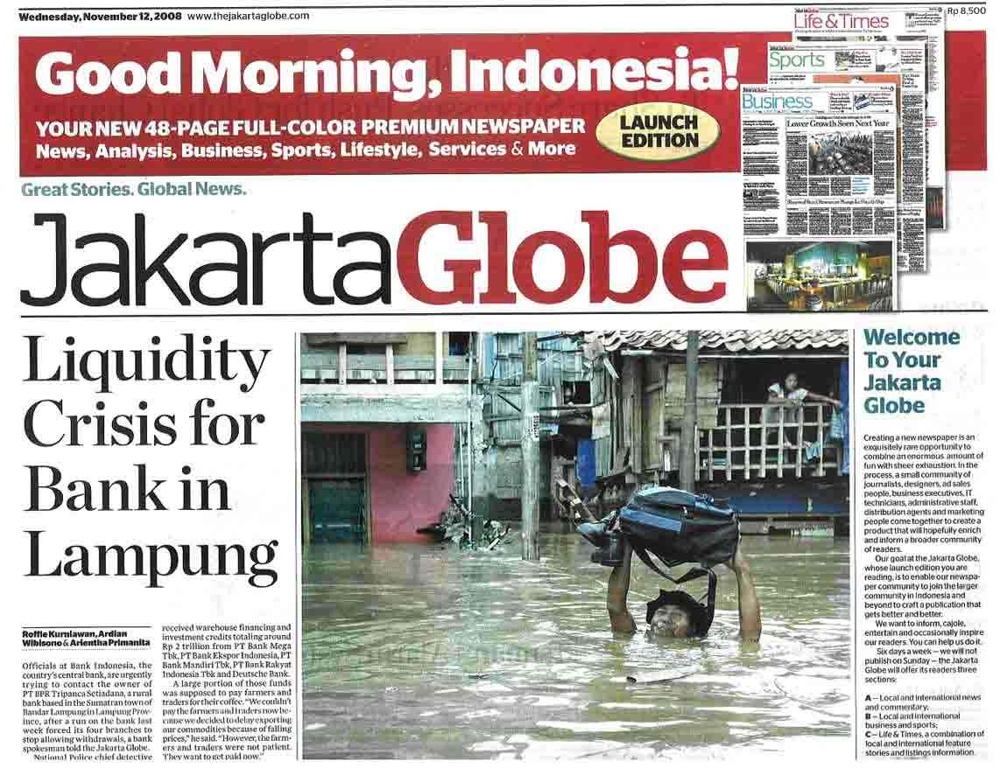 Wednesday, November 12, 2008 www.thejakartaglobe.com
Rp 8,500
Good Morning, Indonesia!
YOUR NEW 48-PAGE FULL-COLOR PREMIUM NEWSPAPER
News, Analysis, Business, Sports, Lifestyle, Services & More
LAUNCH
EDITION
Life & Times
Sports
Business
Lower Growth Seen Next Year
Great Stories. Global News.
JakartaGlobe
Liquidity
Crisis for
Bank in
Lampung
Roffie Kurniawan, Ardian
Wibisono & Arientha Primanita
Officials at Bank Indonesia, the
country's central bank, are urgently
trying to contact the owner of
PT BPR Tripanca Setiadana, a rural
bank based in the Sumatran town of
Bandar Lampung in Lampung Prov-
ince, after a run on the bank last
week forced its four branches to
stop allowing withdrawals, a bank
spokesman told the Jakarta Globe.
National Police chief detective
received warehouse financing and
investment credits totaling around
Rp 2 trillion from PT Bank Mega
Tbk, PT Bank Ekspor Indonesia, PT
Bank Mandiri Tbk, PT Bank Rakyat
Indonesia Tbk and Deutsche Bank.
A large portion of those funds
was supposed to pay farmers and
traders for their coffee. "We couldn't
pay the farmers and traders now be-
cause we decided to delay exporting
our commodities because of falling
prices," he said. "However, the farm-
ers and traders were not patient.
They want to get paid now."
Welcome
To Your
Jakarta
Globe
Creating a new newspaper is an
exquisitely rare opportunity to
combine an enormous amount of
fun with sheer exhaustion. In the
process, a small community of
journalists, designers, ad sales
people, business executives, IT
technicians, administrative staff,
distribution agents and marketing
people come together to create a
product that will hopefully enrich
and inform a broader community
of readers.
Our goal at the Jakarta Globe,
whose launch edition you are
reading, is to enable our newspa-
per community to join the larger
community in Indonesia and
beyond to craft a publication that
gets better and better.
We want to inform, cajole,
entertain and occasionally inspire
our readers. You can help us do it.
Six days a week — we will not
publish on Sunday — the Jakarta
Globe will offer its readers three
sections:
A — Local and international news
and commentary;
B — Local and international
business and sports;
C — Life & Times, a combination of
local and international feature
stories and listings information.